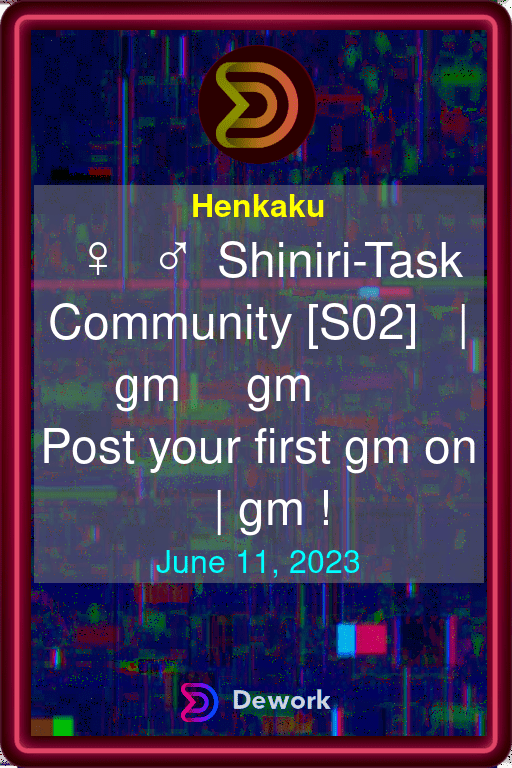 Henkaku
♀ ♂ Shiniri-Task
Community [S02] |
gm gm
Post your first gm on
| gm !
June 11, 2023
Dework